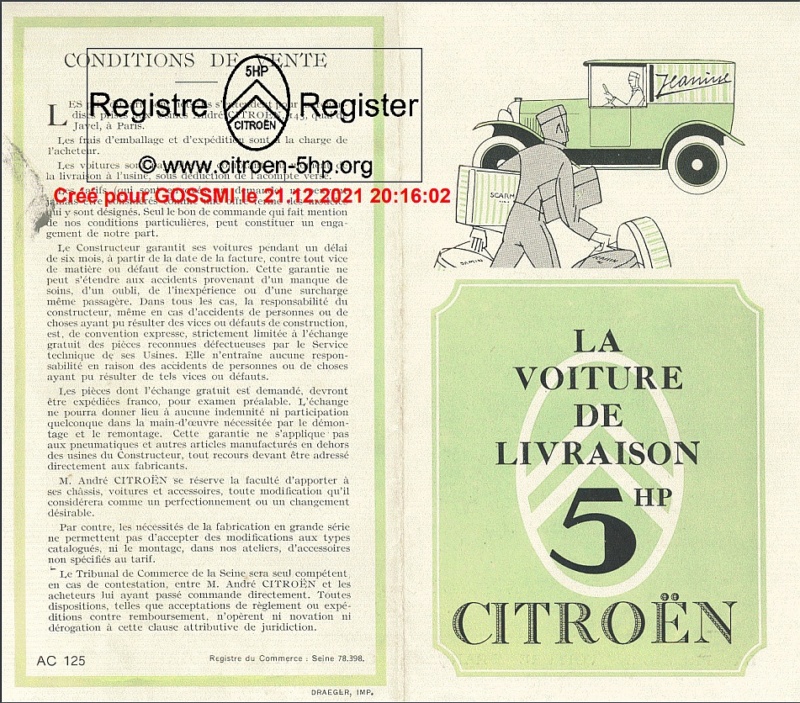 CONDITIONS DE VENTE
5HP
CITROËN
Registre Register
© www.citroen-5hp.org
Créé pour GOSSMI le 21.12.2021 20:16:02
Javel, à Paris.
Les frais d'emballage et d'expédition sont à la charge de
l'acheteur.
la livraison à l'usine, sous déduction de l'acompte versé.
qui y sont désignés. Seul le bon de commande qui fait mention
de nos conditions particulières, peut constituer un enga-
gement de notre part.
Le Constructeur garantit ses voitures pendant un délai
de six mois, à partir de la date de la facture, contre tout vice
de matière ou défaut de construction. Cette garantie ne
peut s'étendre aux accidents provenant d'un manque de
soins, d'un oubli, de l'inexpérience ou d'une surcharge
même passagère. Dans tous les cas, la responsabilité du
constructeur, même en cas d'accidents de personnes ou de
choses ayant pu résulter des vices ou défauts de construction,
est, de convention expresse, strictement limitée à l'échange
gratuit des pièces reconnues défectueuses par le Service
technique de ses Usines. Elle n'entraîne aucune respon-
sabilité en raison des accidents de personnes ou de choses
ayant pu résulter de tels vices ou défauts.
Les pièces dont l'échange gratuit est demandé, devront
être expédiées franco, pour examen préalable. L'échange
ne pourra donner lieu à aucune indemnité ni participation
quelconque dans la main-d'œuvre nécessitée par le démon-
tage et le remontage. Cette garantie ne s'applique pas
aux pneumatiques et autres articles manufacturés en dehors
des usines du Constructeur, tout recours devant être adressé
directement aux fabricants.
M. André CITROËN se réserve la faculté d'apporter à
ses châssis, voitures et accessoires, toute modification qu'il
considérera comme un perfectionnement ou un changement
désirable.
Par contre, les nécessités de la fabrication en grande série
ne permettent pas d'accepter des modifications aux types
catalogués, ni le montage, dans nos ateliers, d'accessoires
non spécifiés au tarif.
Le Tribunal de Commerce de la Seine sera seul compétent,
en cas de contestation, entre M. André CITROËN et les
acheteurs lui ayant passé commande directement. Toutes
dispositions, telles que acceptations de règlement ou expé-
ditions contre remboursement, n'opèrent ni novation ni
dérogation à cette clause attributive de juridiction.
AC 125
Registre du Commerce : Seine 78.398.
DRAEGER, IMP.
Jeannine
LA
VOITURE
DE
LIVRAISON
5 HP
CITROËN